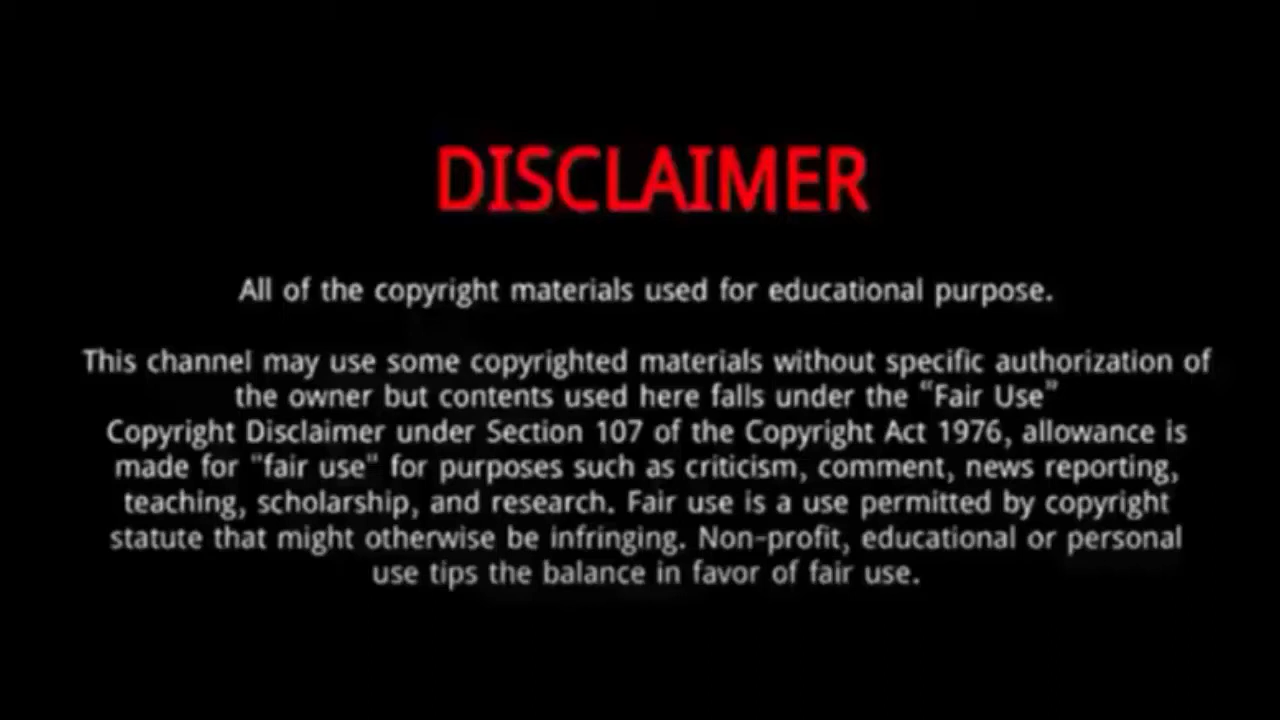 DISCLAIMER
All of the copyright materials used for educational purpose.
This channel may use some copyrighted materials without specific authorization of
the owner but contents used here falls under the “Fair Use”
Copyright Disclaimer under Section 107 of the Copyright Act 1976, allowance is
made for "fair use" for purposes such as criticism, comment, news reporting,
teaching, scholarship, and research. Fair use is a use permitted by copyright
statute that might otherwise be infringing. Non-profit, educational or personal
use tips the balance in favor of fair use.